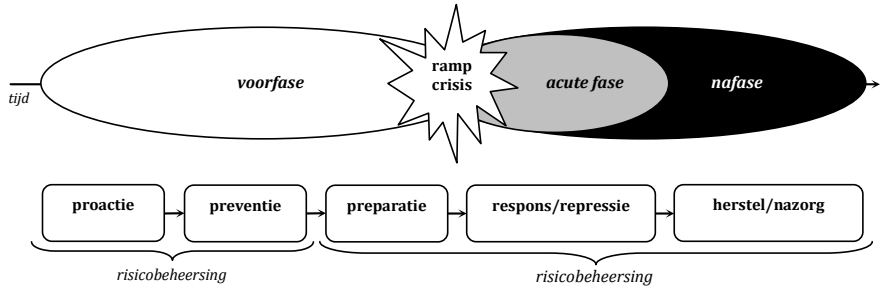 ramp
crisis
voorfase
acute fase
nafase
tijd
proactie
preventie
preparatie
respons/repressie
herstel/nazorg
risicobeheersing
risicobeheersing